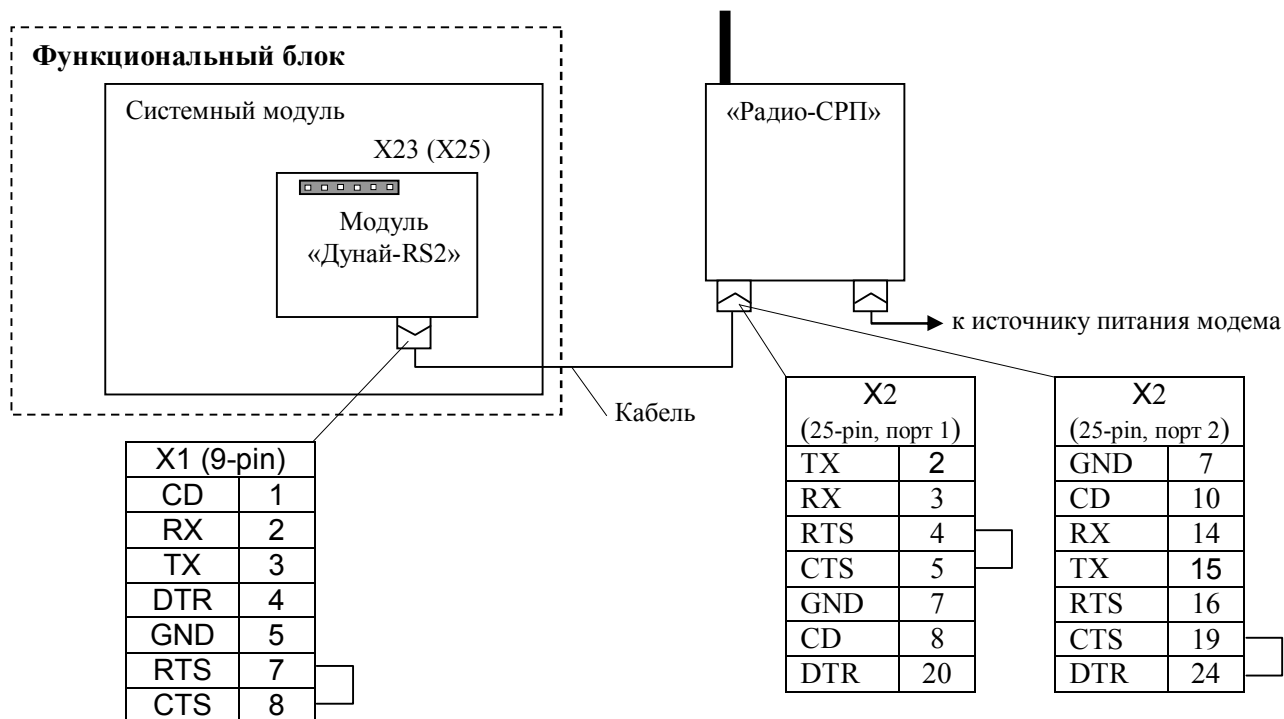 Функциональный блок
Системный модуль
X23 (X25)
Модуль
«Дунай-RS2»
«Радио-СРП»
к источнику питания модема
Кабель
X1 (9-pin)
CD 1
RX 2
TX 3
DTR 4
GND 5
RTS 7
CTS 8
X2
(25-pin, порт 1)
TX 2
RX 3
RTS 4
CTS 5
GND 7
CD 8
DTR 20
X2
(25-pin, порт 2)
GND 7
CD 10
RX 14
TX 15
RTS 16
CTS 19
DTR 24